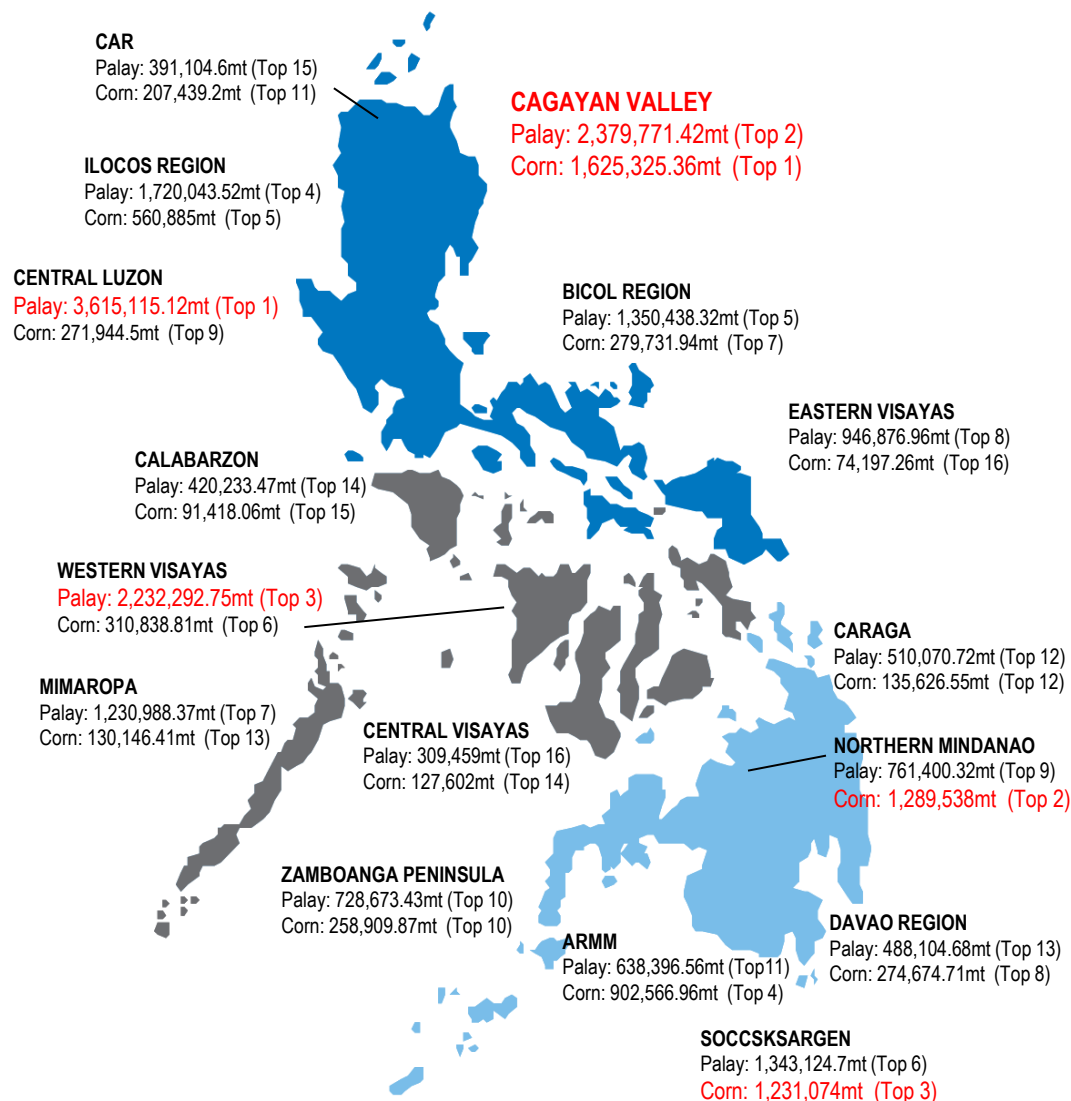 CAR
Palay: 391,104.6mt (Top 15)
Corn: 207,439.2mt (Top 11)
CAGAYAN VALLEY
Palay: 2,379,771.42mt (Top 2)
Corn: 1,625,325.36mt (Top 1)
ILOCOS REGION
Palay: 1,720,043.52mt (Top 4)
Corn: 560,885mt (Top 5)
CENTRAL LUZON
Palay: 3,615,115.12mt (Top 1)
Corn: 271,944.5mt (Top 9)
BICOL REGION
Palay: 1,350,438.32mt (Top 5)
Corn: 279,731.94mt (Top 7)
EASTERN VISAYAS
Palay: 946,876.96mt (Top 8)
Corn: 74,197.26mt (Top 16)
CALABARZON
Palay: 420,233.47mt (Top 14)
Corn: 91,418.06mt (Top 15)
WESTERN VISAYAS
Palay: 2,232,292.75mt (Top 3)
Corn: 310,838.81mt (Top 6)
CARAGA
Palay: 510,070.72mt (Top 12)
Corn: 135,626.55mt (Top 12)
MIMAROPA
Palay: 1,230,988.37mt (Top 7)
Corn: 130,146.41mt (Top 13)
CENTRAL VISAYAS
Palay: 309,459mt (Top 16)
Corn: 127,602mt (Top 14)
NORTHERN MINDANAO
Palay: 761,400.32mt (Top 9)
Corn: 1,289,538mt (Top 2)
ZAMBOANGA PENINSULA
Palay: 728,673.43mt (Top 10)
Corn: 258,909.87mt (Top 10)
ARMM
Palay: 638,396.56mt (Top11)
Corn: 902,566.96mt (Top 4)
DAVAO REGION
Palay: 488,104.68mt (Top 13)
Corn: 274,674.71mt (Top 8)
SOCCSKSARGEN
Palay: 1,343,124.7mt (Top 6)
Corn: 1,231,074mt (Top 3)